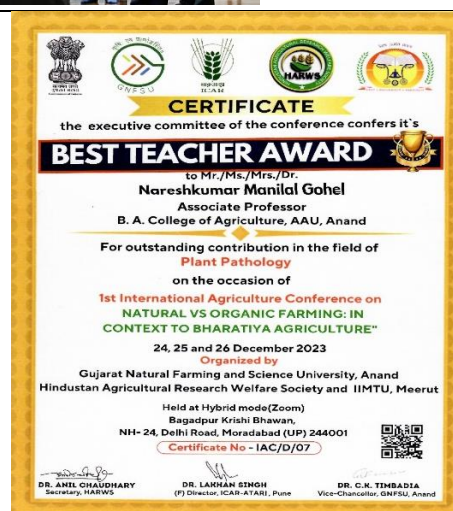 GNFSU
ICAR
HARWS
CERTIFICATE
the executive committee of the conference confers it`s
BEST TEACHER AWARD
to Mr./Ms./Mrs./Dr.
Nareshkumar Manilal Gohel
Associate Professor
B. A. College of Agriculture, AAU, Anand
For outstanding contribution in the field of
Plant Pathology
on the occasion of
1st International Agriculture Conference on
NATURAL VS ORGANIC FARMING: IN
CONTEXT TO BHARATIYA AGRICULTURE"
24, 25 and 26 December 2023
Organized by
Gujarat Natural Farming and Science University, Anand
Hindustan Agricultural Research Welfare Society and IIMTU, Meerut
Held at Hybrid mode(Zoom)
Bagadpur Krishi Bhawan,
NH- 24, Delhi Road, Moradabad (UP) 244001
Certificate No - IAC/D/07
DR. ANIL CHAUDHARY
Secretary, HARWS
DR. LAKHAN SINGH
(F) Director, ICAR-ATARI, Pune
DR. C.K. TIMBADIA
Vice-Chancellor, GNFSU, Anand